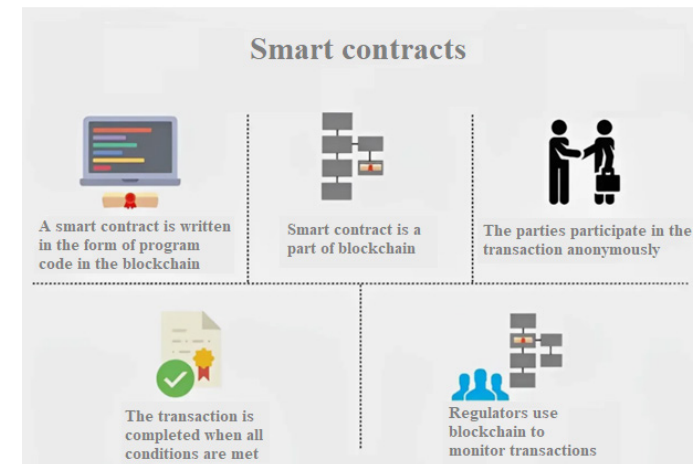 Smart contracts
A smart contract is written
in the form of program
code in the blockchain
Smart contract is a
part of blockchain
The parties participate in the
transaction anonymously
The transaction is
completed when all
conditions are met
Regulators use
blockchain to
monitor transactions